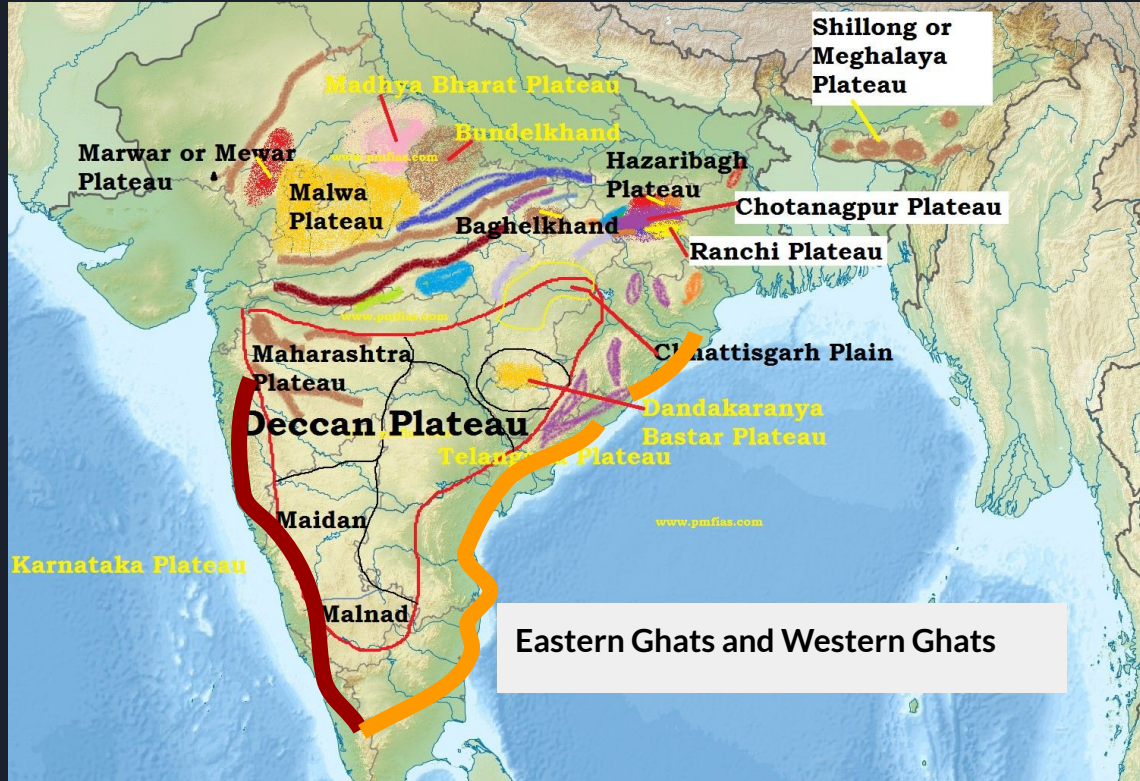 Shillong or
Meghalaya
Plateau
Madhya Bharat Plateau
Bundelkhand
www.pmfias.com
Marwar or Mewar
Plateau
Hazaribagh
Plateau
Malwa
Plateau
Chotanagpur Plateau
Baghelkhand
Ranchi Plateau
www.pmfias.com
Maharashtra
Plateau
Chhattisgarh Plain
Deccan Plateau
Dandakaranya
Bastar Plateau
Telangana Plateau
Maidan
www.pmfias.com
Karnataka Plateau
Malnad
Eastern Ghats and Western Ghats